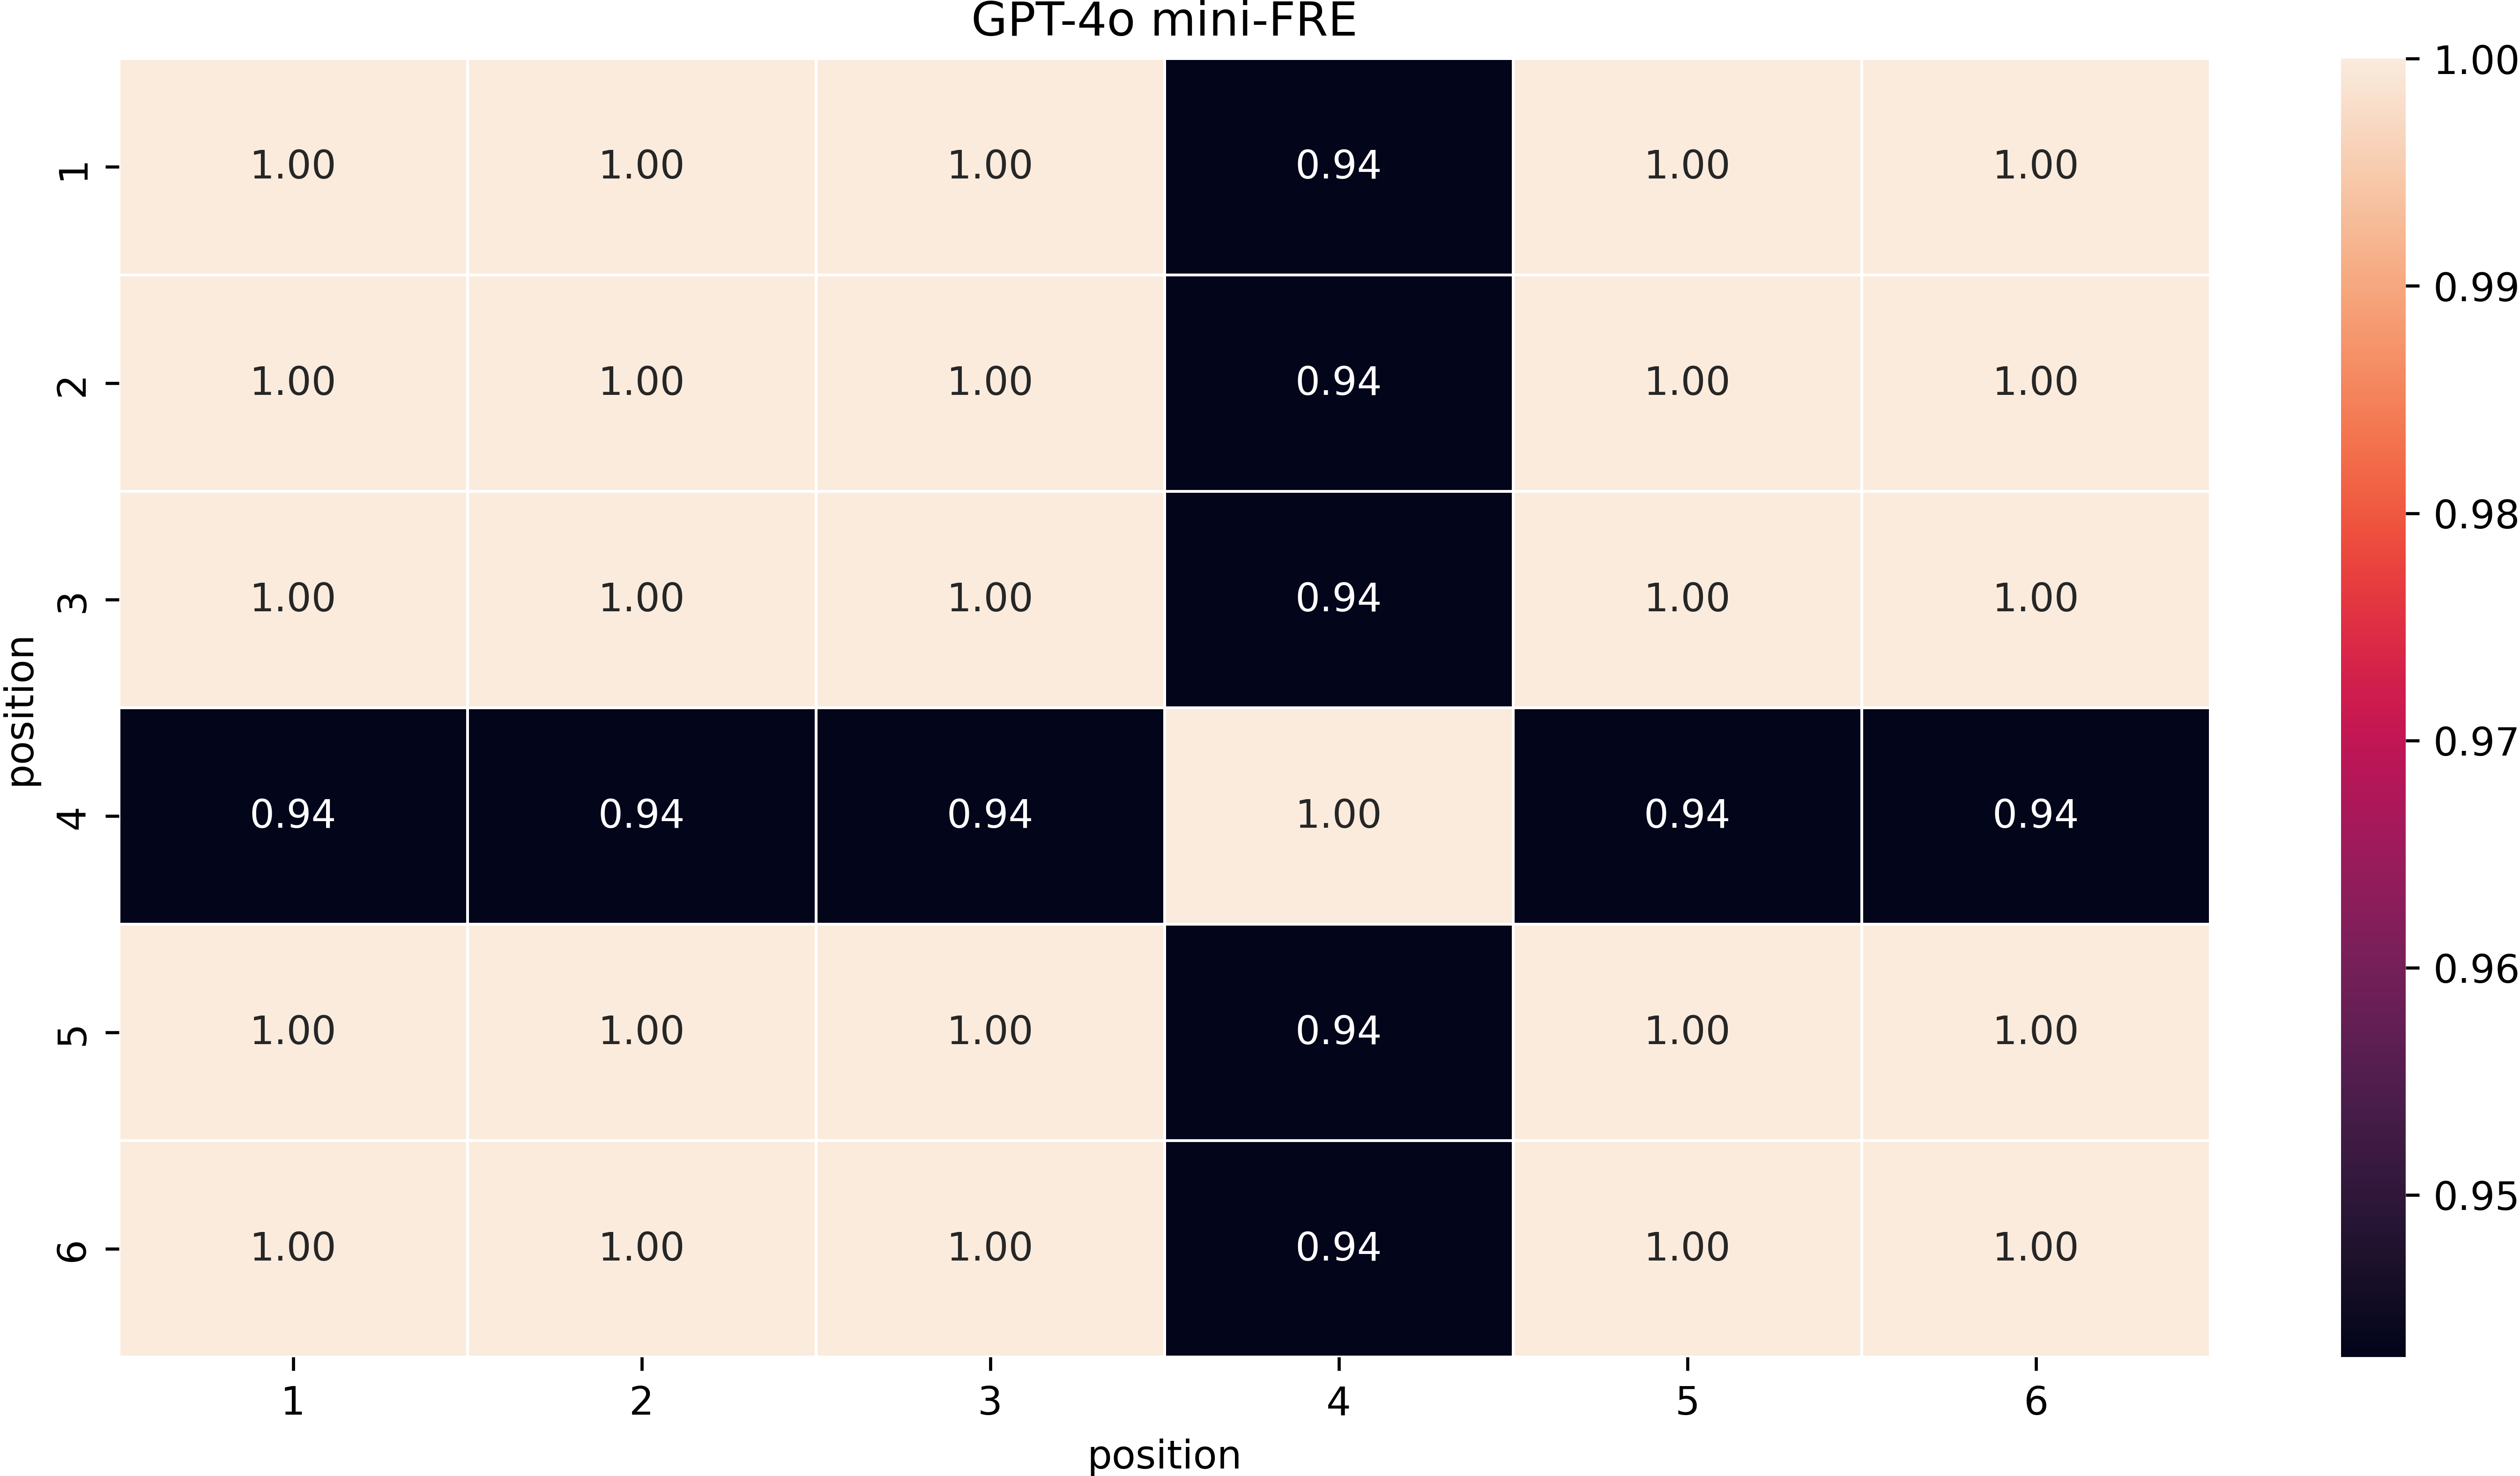 GPT-4o mini-FRE
1 1.00 1.00 1.00 0.94 1.00 1.00
2 1.00 1.00 1.00 0.94 1.00 1.00
3 1.00 1.00 1.00 0.94 1.00 1.00
4 0.94 0.94 0.94 1.00 0.94 0.94
5 1.00 1.00 1.00 0.94 1.00 1.00
6 1.00 1.00 1.00 0.94 1.00 1.00
position
1 2 3 4 5 6
position
1.00
0.99
0.98
0.97
0.96
0.95